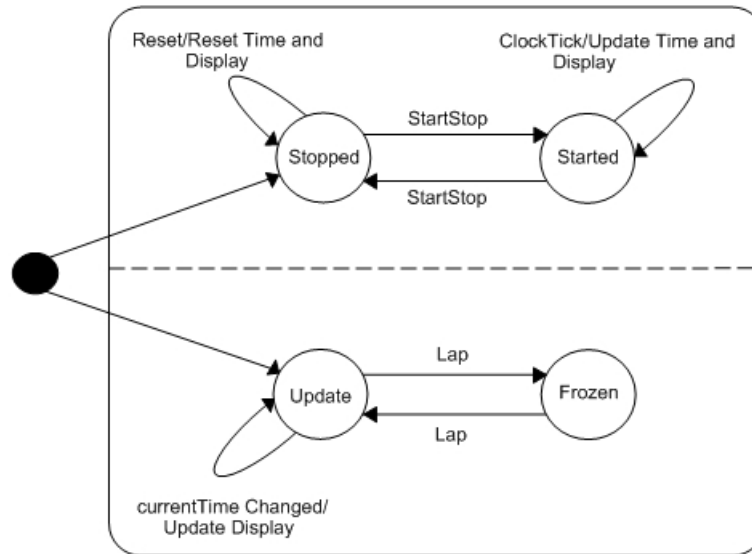 Reset/Reset Time and
Display
ClockTick/Update Time and
Display
StartStop
Stopped
Started
StartStop
Lap
Update
Frozen
Lap
currentTime Changed/
Update Display